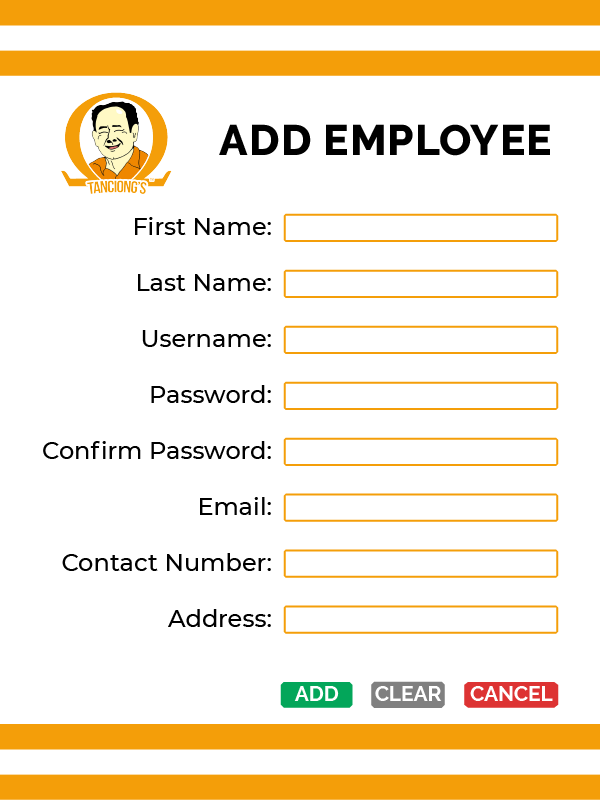 ADD EMPLOYEE
TANCIONG'S
First Name:
Last Name:
Username:
Password:
Confirm Password:
Email:
Contact Number:
Address:
ADD CLEAR CANCEL